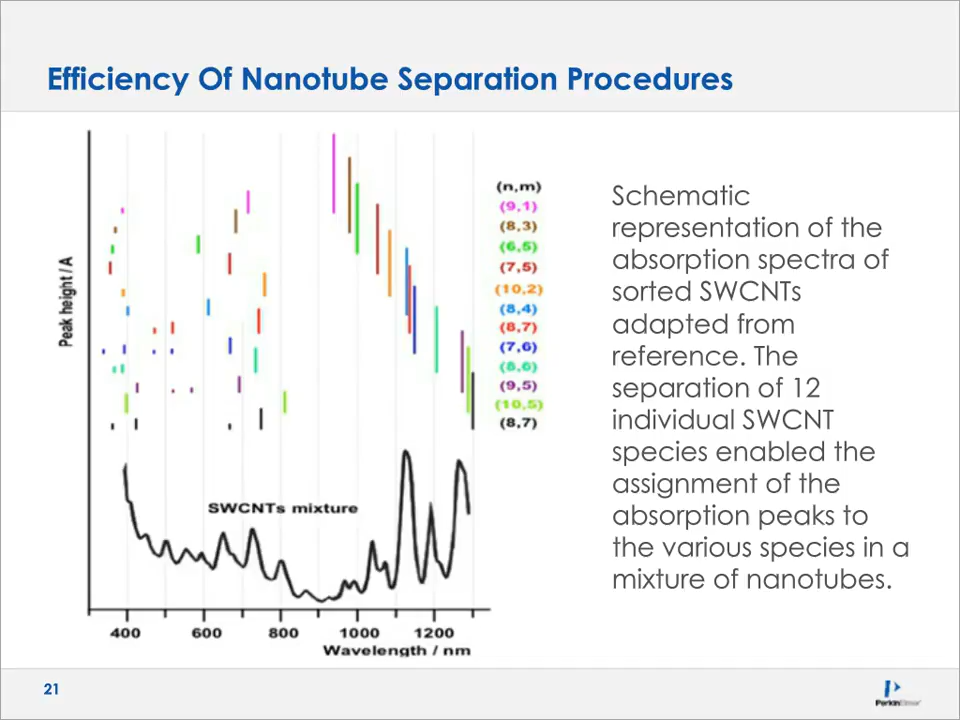 Efficiency Of Nanotube Separation Procedures
Peak height / A
(n,m)
(9,1)
(8,3)
(6,5)
(7,5)
(10,2)
(8,4)
(8,7)
(7,6)
(8,6)
(9,5)
(10,5)
(8,7)
SWCNTs mixture
400 600 800 1000 1200
Wavelength / nm
Schematic
representation of the
absorption spectra of
sorted SWCNTs
adapted from
reference. The
separation of 12
individual SWCNT
species enabled the
assignment of the
absorption peaks to
the various species in a
mixture of nanotubes.
21
PerkinElmer